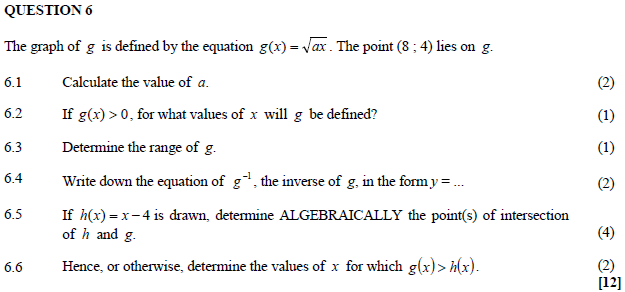 QUESTION 6
The graph of g is defined by the equation g(x) = √ax . The point (8 ; 4) lies on g.
6.1 Calculate the value of a. (2)
6.2 If g(x) > 0, for what values of x will g be defined? (1)
6.3 Determine the range of g. (1)
6.4 Write down the equation of g⁻¹, the inverse of g, in the form y = ... (2)
6.5 If h(x) = x − 4 is drawn, determine ALGEBRAICALLY the point(s) of intersection
of h and g. (4)
6.6 Hence, or otherwise, determine the values of x for which g(x) > h(x). (2)
[12]